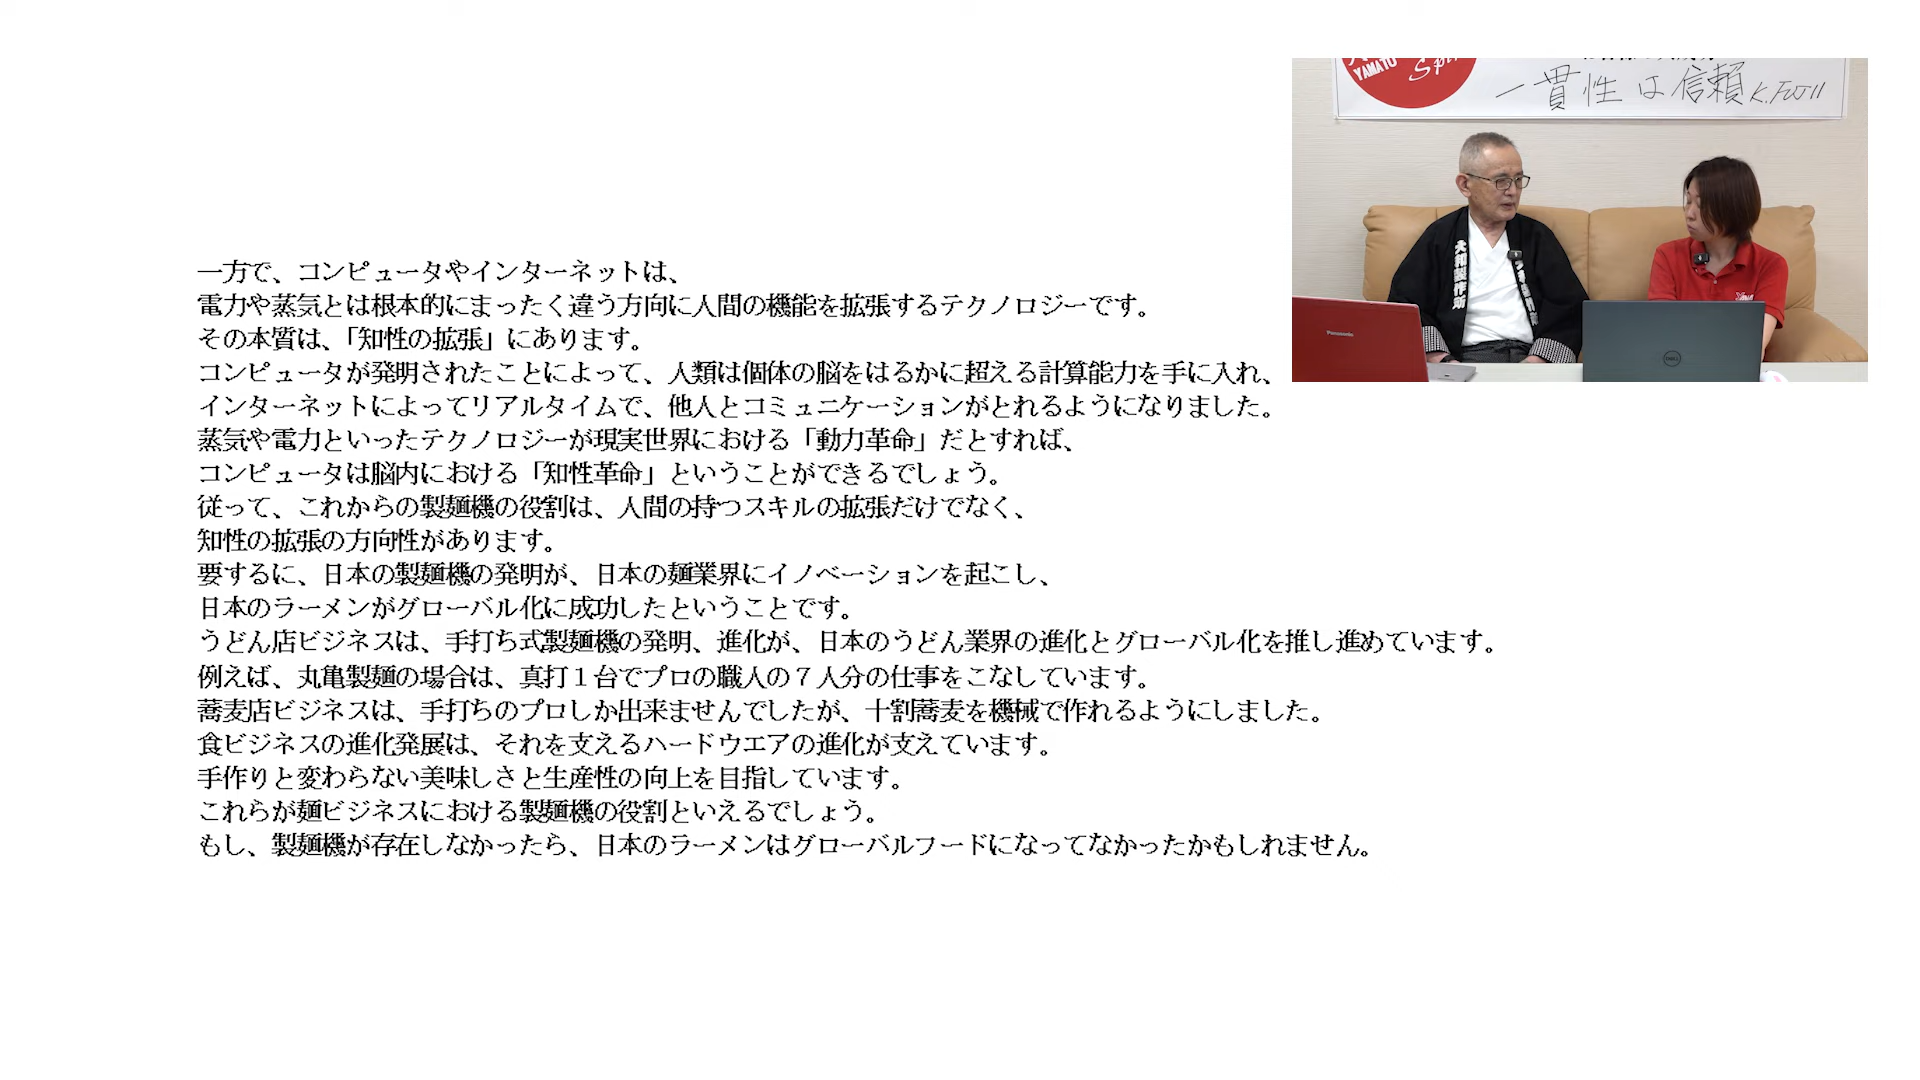 一方で、コンピュータやインターネットは、
電力や蒸気とは根本的にまったく違う方向に人間の機能を拡張するテクノロジーです。
その本質は、「知性の拡張」にあります。
コンピュータが発明されたことによって、人類は個体の脳をはるかに超える計算能力を手に入れ、
インターネットによってリアルタイムで、他人とコミュニケーションがとれるようになりました。
蒸気や電力といったテクノロジーが現実世界における「動力革命」だとすれば、
コンピュータは脳内における「知性革命」ということができるでしょう。
従って、これからの製麺機の役割は、人間の持つスキルの拡張だけでなく、
知性の拡張の方向性があります。
要するに、日本の製麺機の発明が、日本の麺業界にイノベーションを起こし、
日本のラーメンがグローバル化に成功したということです。
うどん店ビジネスは、手打ち式製麺機の発明、進化が、日本のうどん業界の進化とグローバル化を推し進めています。
例えば、丸亀製麺の場合は、真打１台でプロの職人の７人分の仕事をこなしています。
蕎麦店ビジネスは、手打ちのプロしか出来ませんでしたが、十割蕎麦を機械で作れるようにしました。
食ビジネスの進化発展は、それを支えるハードウエアの進化が支えています。
手作りと変わらない美味しさと生産性の向上を目指しています。
これらが麺ビジネスにおける製麺機の役割といえるでしょう。
もし、製麺機が存在しなかったら、日本のラーメンはグローバルフードになってなかったかもしれません。
YAMATO
一貫性は信頼 K.FUJII
大和製作所
Panasonic
DELL